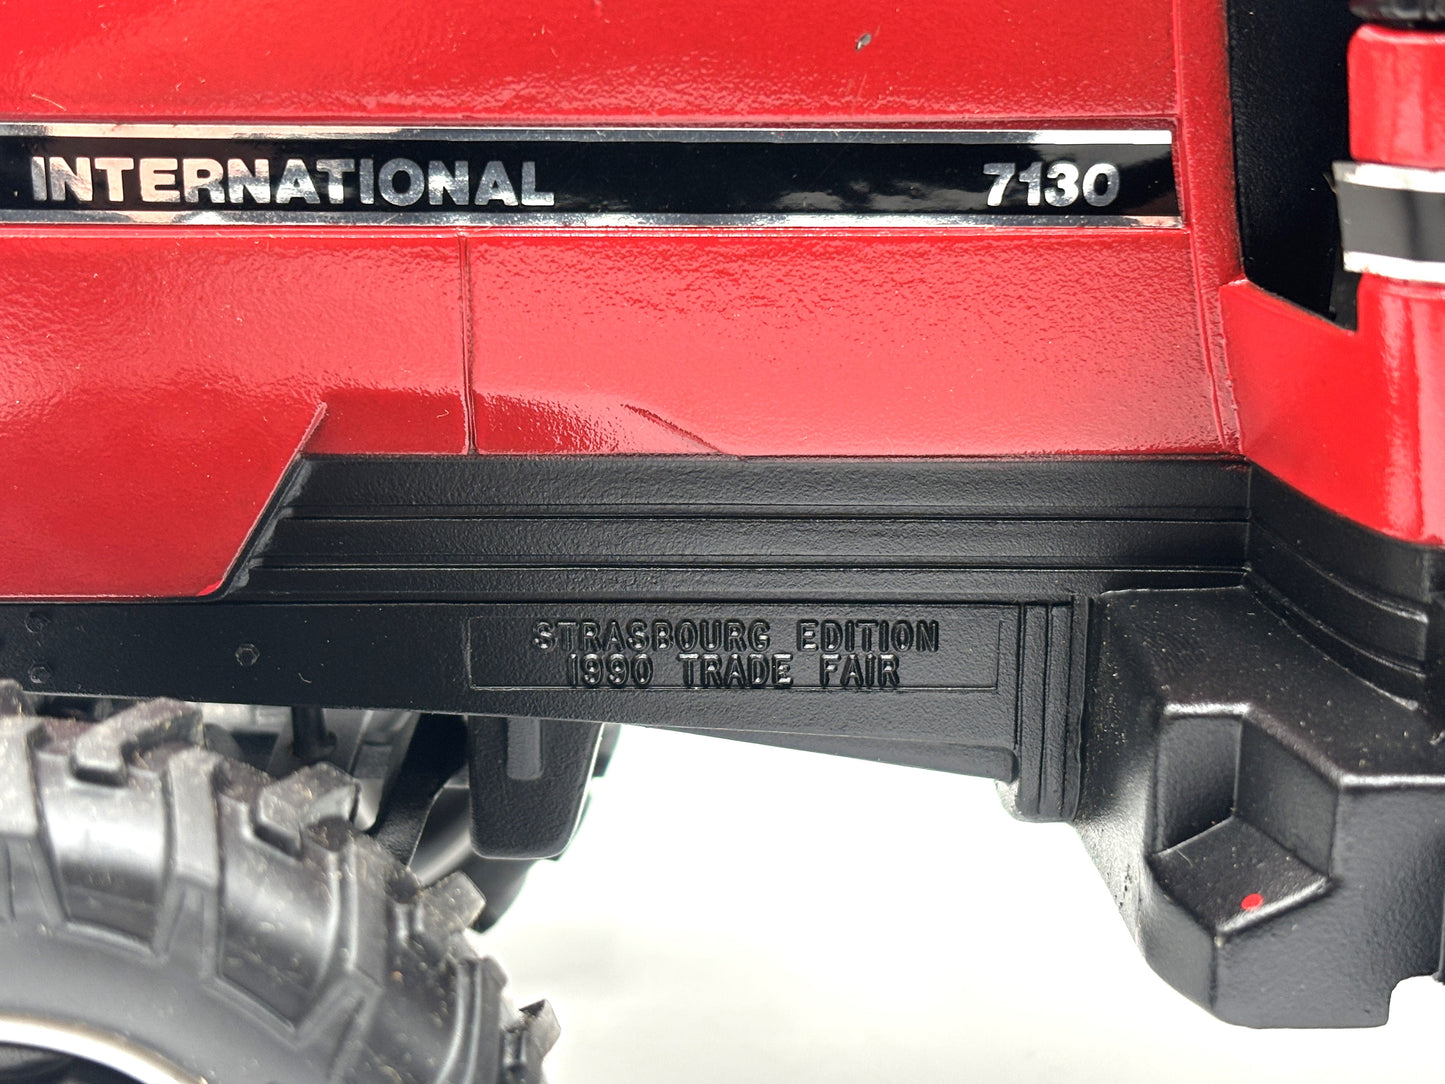 INTERNATIONAL 7130
STRASBOURG EDITION
1990 TRADE FAIR